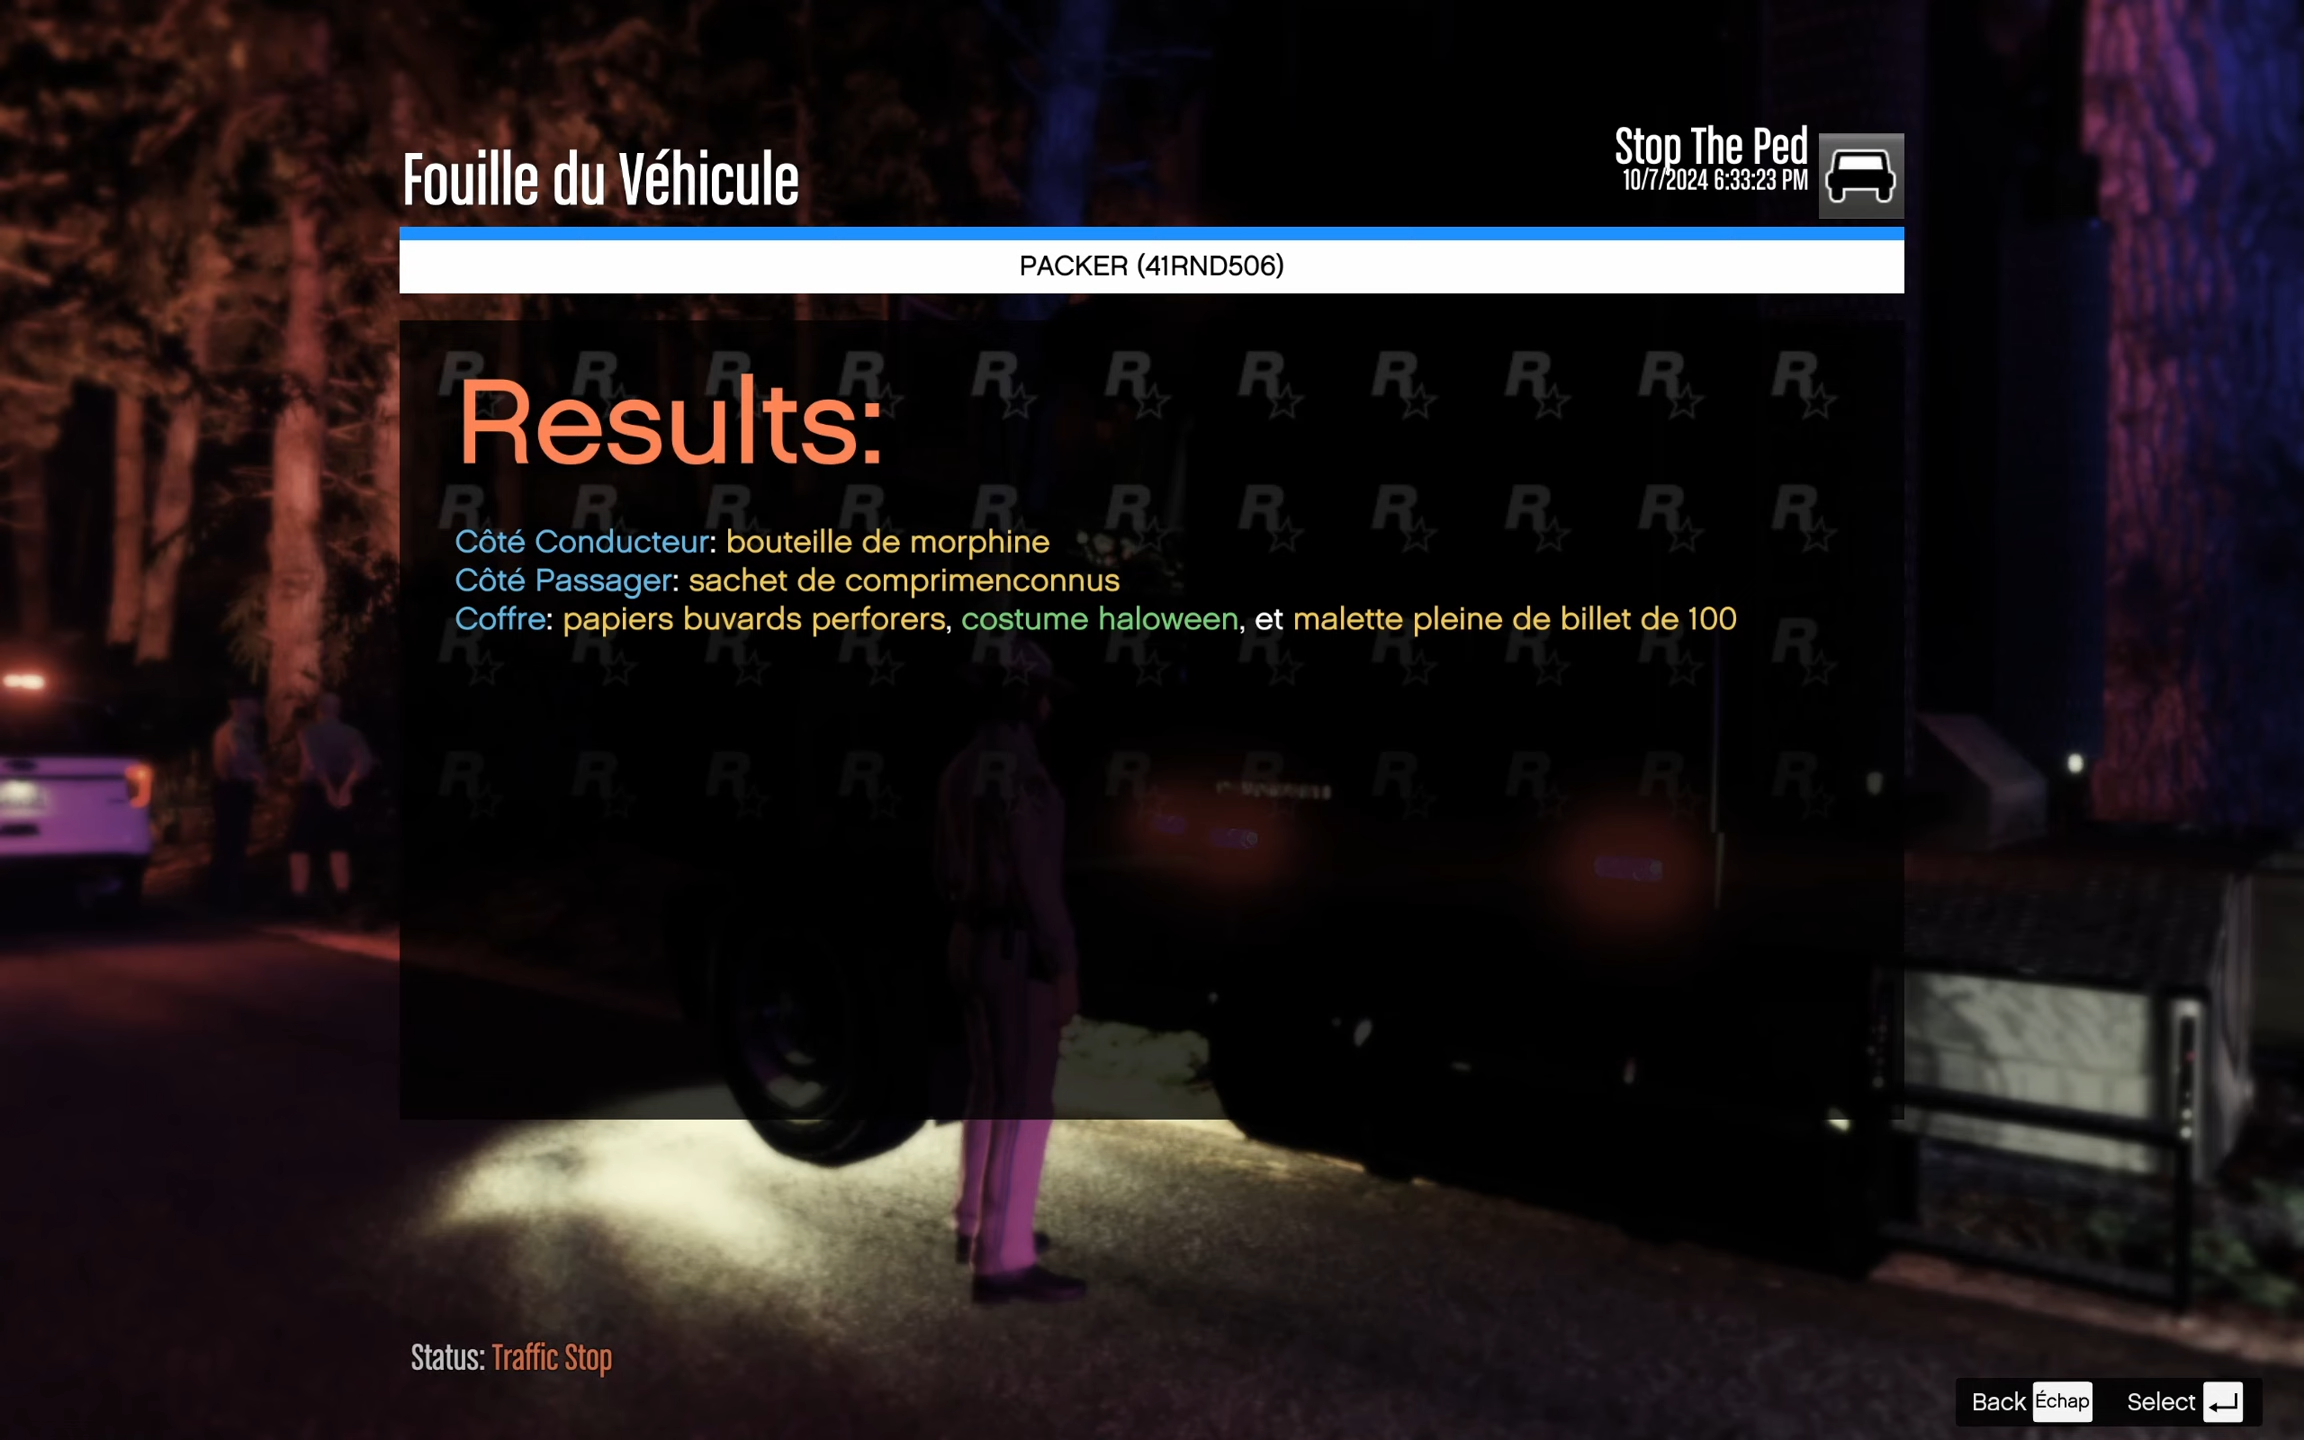 Fouille du Véhicule
Stop The Ped
10/7/2024 6:33:23 PM
PACKER (41RND506)
Results:
Côté Conducteur: bouteille de morphine
Côté Passager: sachet de comprimenconnus
Coffre: papiers buvards perforers, costume haloween, et malette pleine de billet de 100
Status: Traffic Stop
Back Échap Select